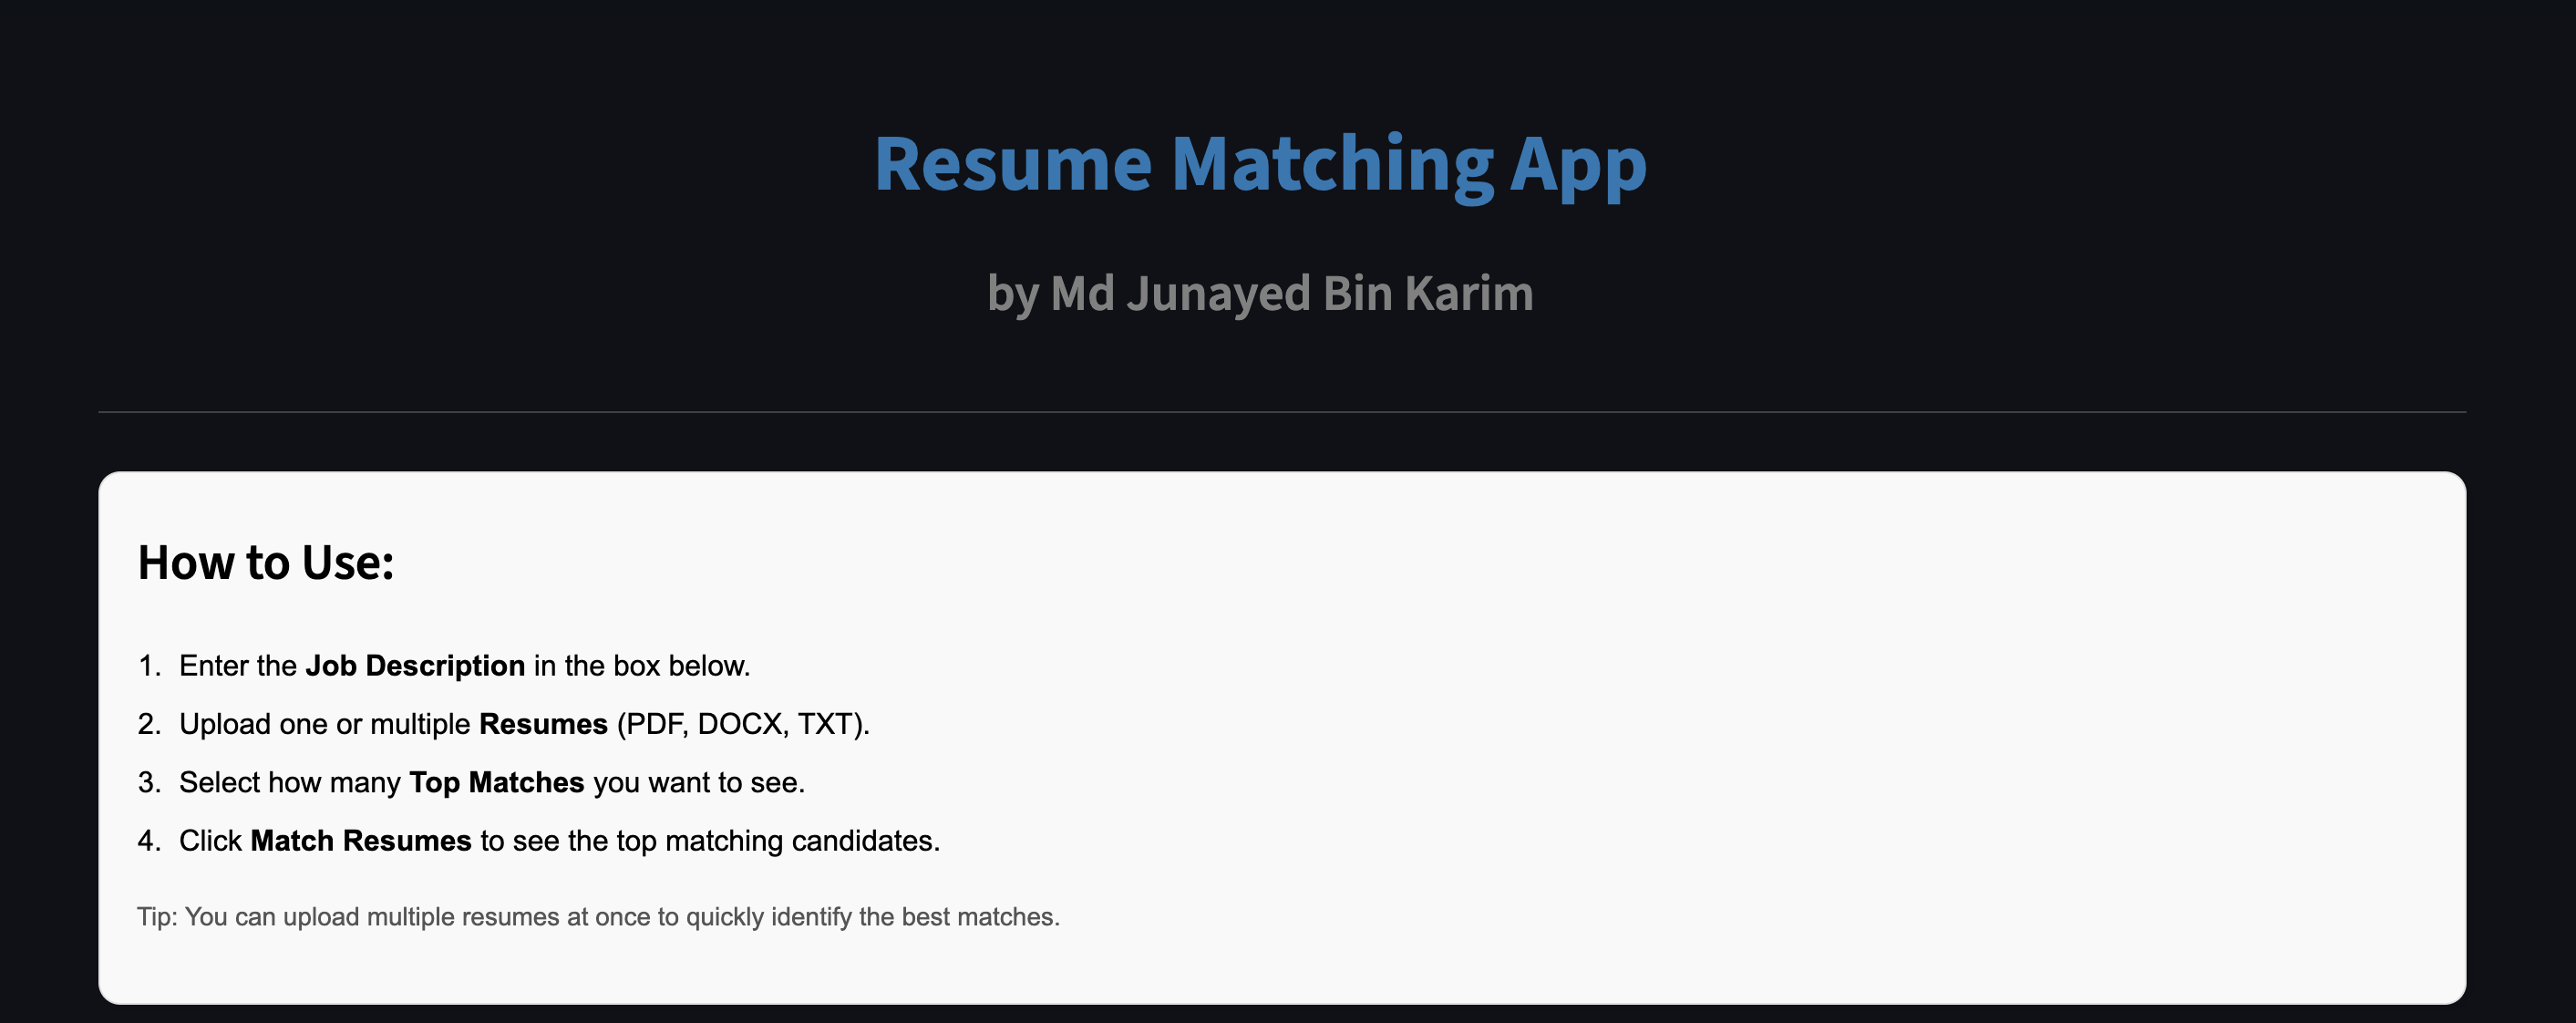 Resume Matching App
by Md Junayed Bin Karim
How to Use:
1. Enter the Job Description in the box below.
2. Upload one or multiple Resumes (PDF, DOCX, TXT).
3. Select how many Top Matches you want to see.
4. Click Match Resumes to see the top matching candidates.
Tip: You can upload multiple resumes at once to quickly identify the best matches.